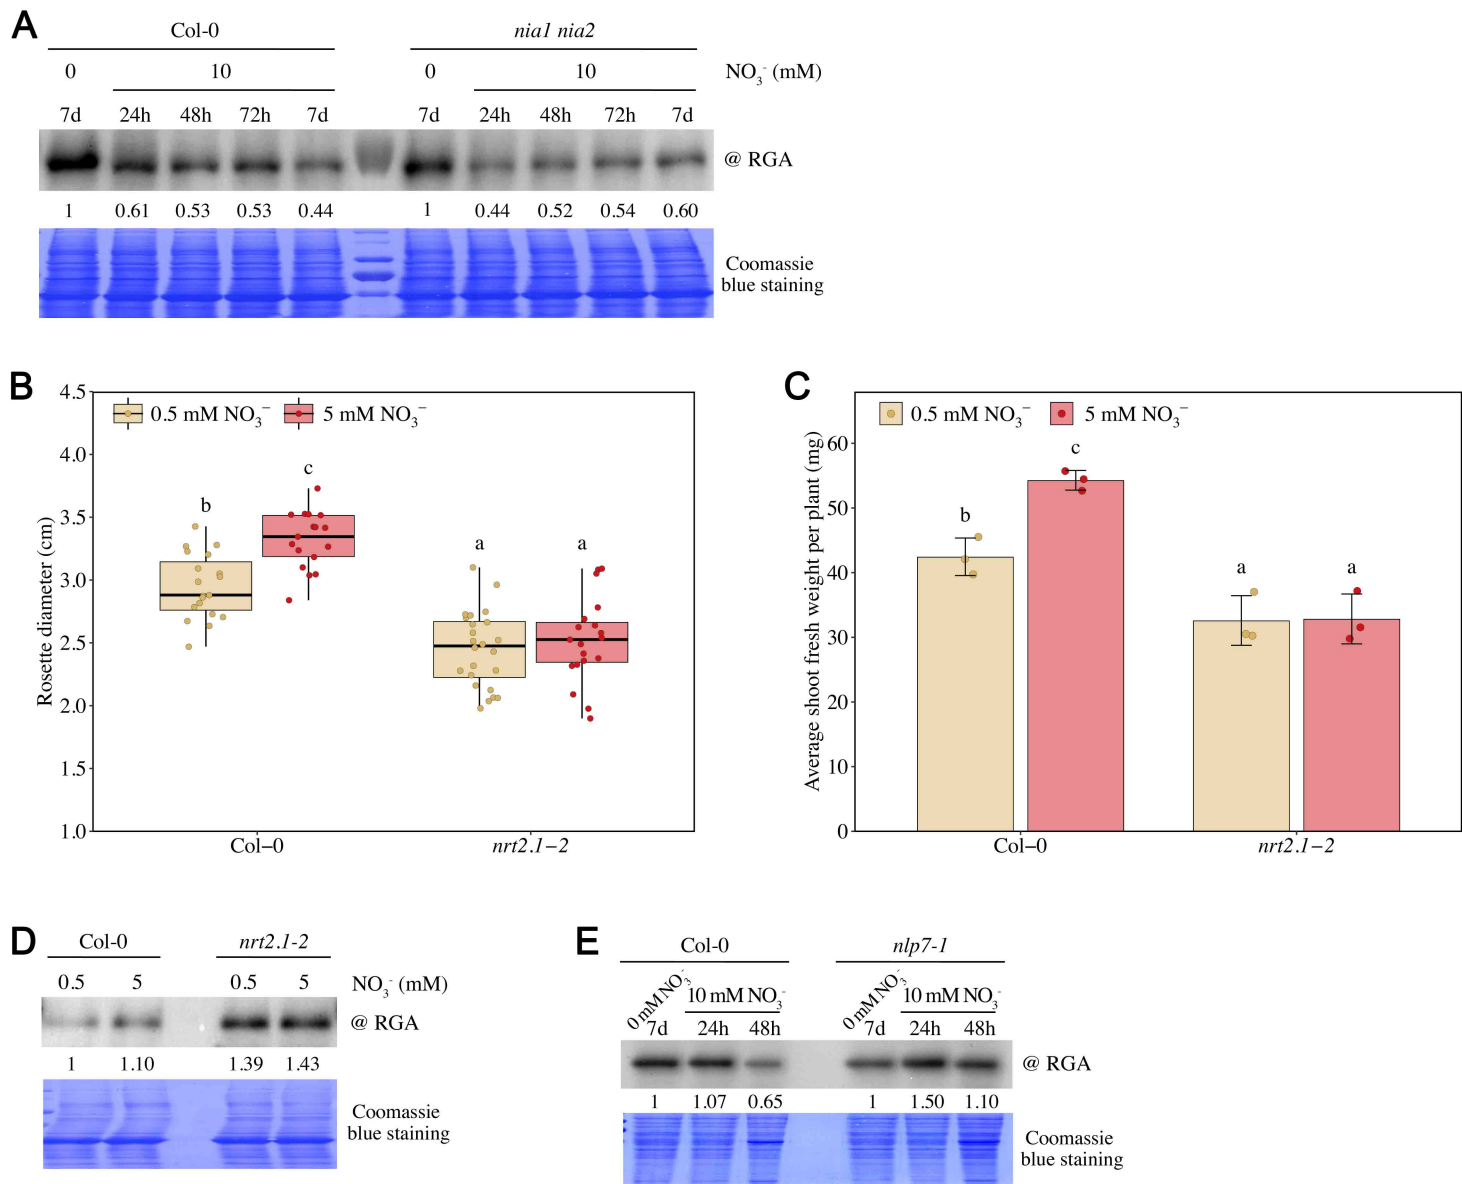 A
Col-0 nia1 nia2
0 10 0 10 NO3- (mM)
7d 24h 48h 72h 7d 7d 24h 48h 72h 7d
@ RGA
1 0.61 0.53 0.53 0.44 1 0.44 0.52 0.54 0.60
Coomassie
blue staining
B
0.5 mM NO3− 5 mM NO3−
Rosette diameter (cm)
4.5
4.0
3.5
3.0
2.5
2.0
1.5
1.0
b c a a
Col−0 nrt2.1−2
C
0.5 mM NO3− 5 mM NO3−
Average shoot fresh weight per plant (mg)
60
50
40
30
20
10
0
b c a a
Col−0 nrt2.1−2
D
Col-0 nrt2.1-2
0.5 5 0.5 5 NO3- (mM)
@ RGA
1 1.10 1.39 1.43
Coomassie
blue staining
E
Col-0 nlp7-1
0 mM NO3- 10 mM NO3- 0 mM NO3- 10 mM NO3-
7d 24h 48h 7d 24h 48h
@ RGA
1 1.07 0.65 1 1.50 1.10
Coomassie
blue staining